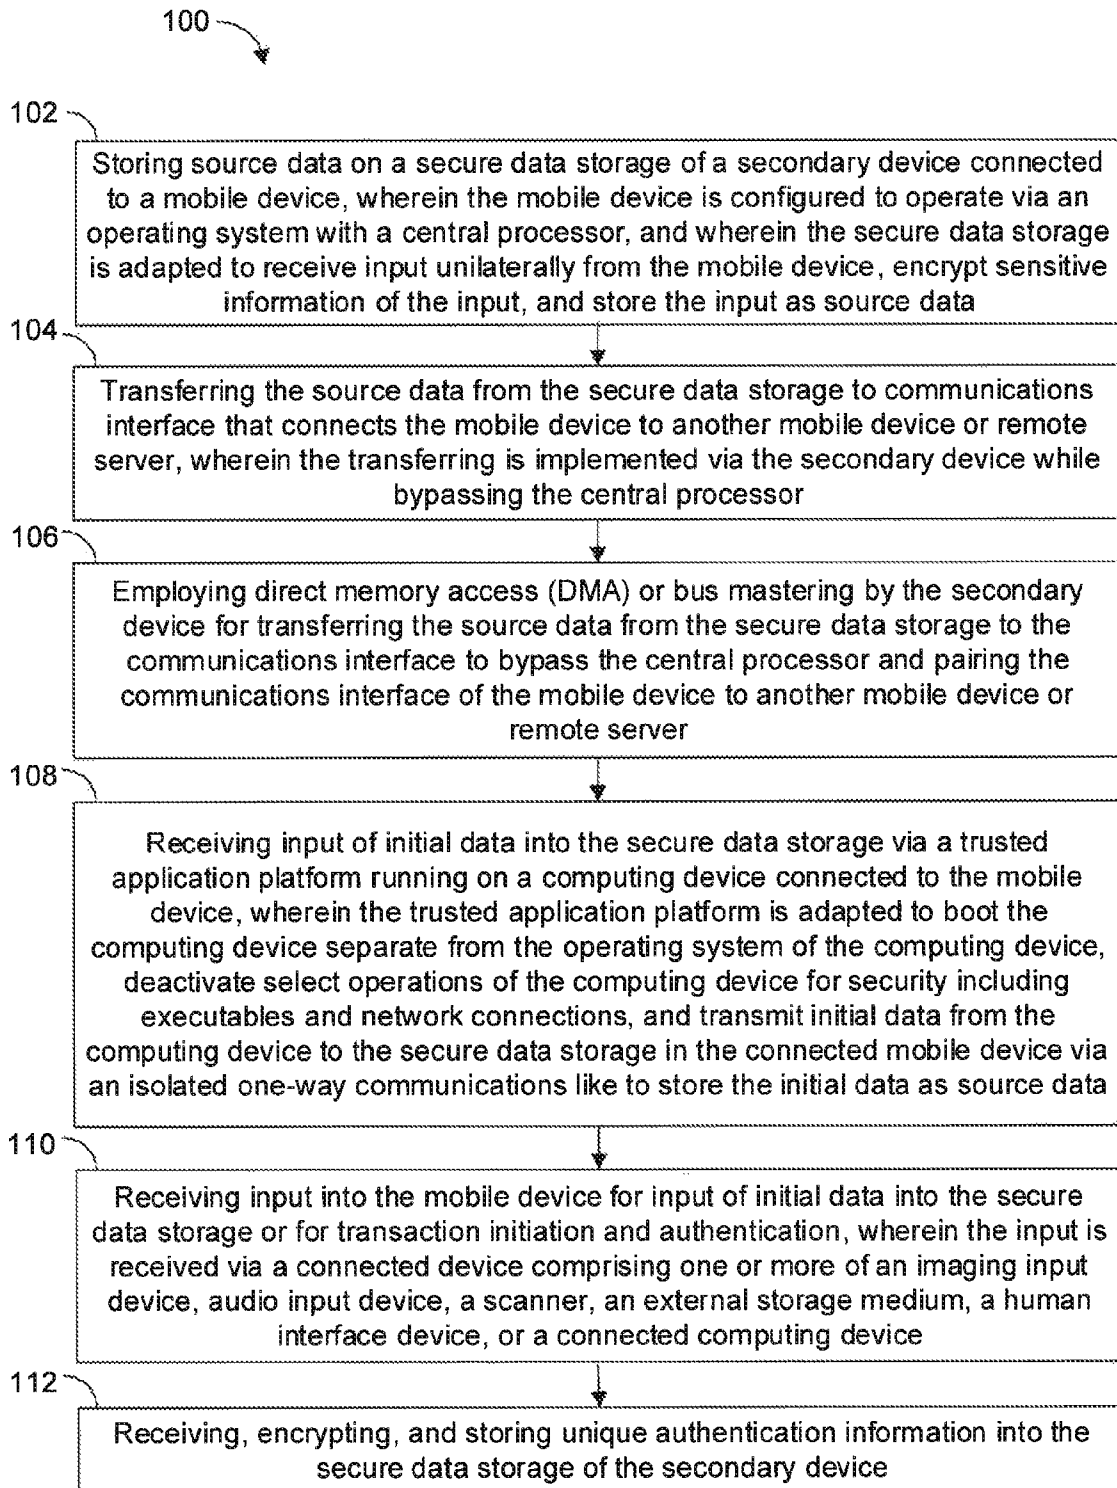 100
102
Storing source data on a secure data storage of a secondary device connected
to a mobile device, wherein the mobile device is configured to operate via an
operating system with a central processor, and wherein the secure data storage
is adapted to receive input unilaterally from the mobile device, encrypt sensitive
information of the input, and store the input as source data
104
Transferring the source data from the secure data storage to communications
interface that connects the mobile device to another mobile device or remote
server, wherein the transferring is implemented via the secondary device while
bypassing the central processor
106
Employing direct memory access (DMA) or bus mastering by the secondary
device for transferring the source data from the secure data storage to the
communications interface to bypass the central processor and pairing the
communications interface of the mobile device to another mobile device or
remote server
108
Receiving input of initial data into the secure data storage via a trusted
application platform running on a computing device connected to the mobile
device, wherein the trusted application platform is adapted to boot the
computing device separate from the operating system of the computing device,
deactivate select operations of the computing device for security including
executables and network connections, and transmit initial data from the
computing device to the secure data storage in the connected mobile device via
an isolated one-way communications like to store the initial data as source data
110
Receiving input into the mobile device for input of initial data into the secure
data storage or for transaction initiation and authentication, wherein the input is
received via a connected device comprising one or more of an imaging input
device, audio input device, a scanner, an external storage medium, a human
interface device, or a connected computing device
112
Receiving, encrypting, and storing unique authentication information into the
secure data storage of the secondary device